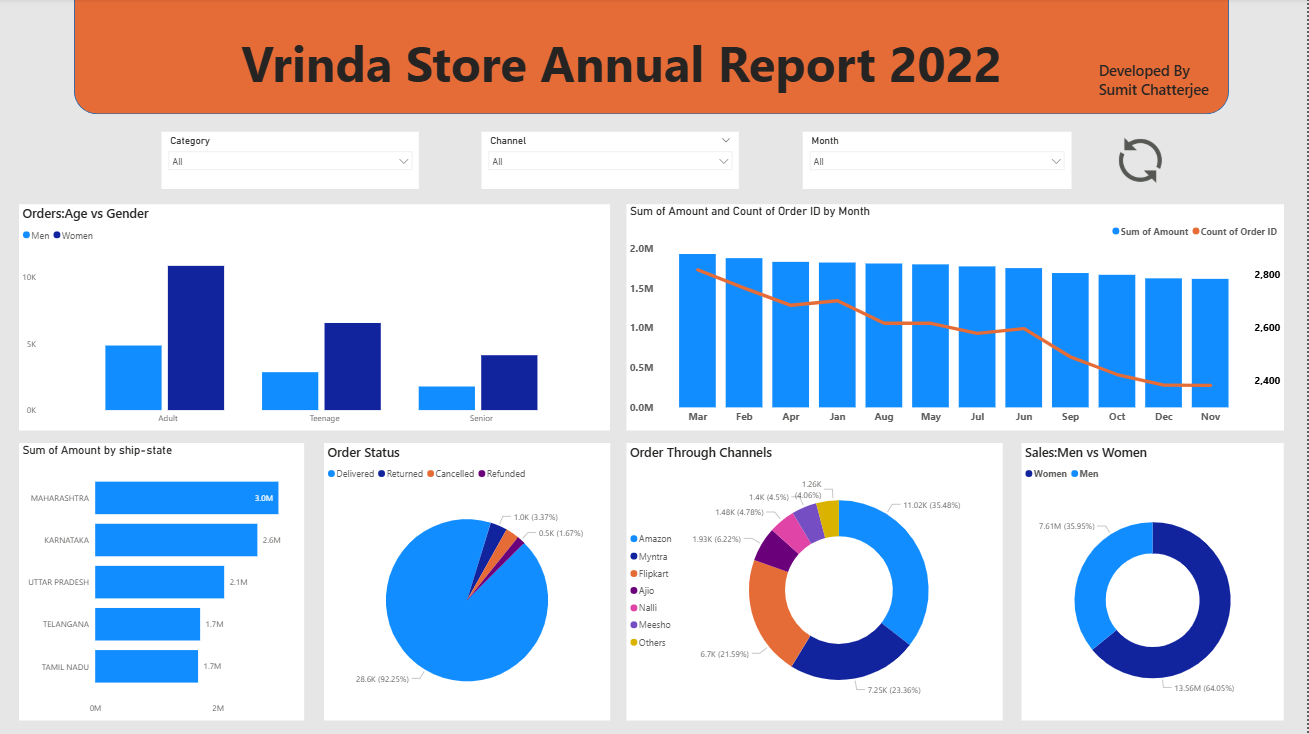 Vrinda Store Annual Report 2022
Developed By
Sumit Chatterjee
Category
All
Channel
All
Month
All
Orders:Age vs Gender
Men Women
10K
5K
0K
Adult Teenage Senior
Sum of Amount and Count of Order ID by Month
Sum of Amount Count of Order ID
2.0M
1.5M
1.0M
0.5M
0.0M
2,800
2,600
2,400
Mar Feb Apr Jan Aug May Jul Jun Sep Oct Dec Nov
Sum of Amount by ship-state
MAHARASHTRA 3.0M
KARNATAKA 2.6M
UTTAR PRADESH 2.1M
TELANGANA 1.7M
TAMIL NADU 1.7M
0M 2M
Order Status
Delivered Returned Cancelled Refunded
1.0K (3.37%)
0.5K (1.67%)
28.6K (92.25%)
Order Through Channels
Amazon
Myntra
Flipkart
Ajio
Nalli
Meesho
Others
1.26K
(4.06%)
1.4K (4.5%)
1.48K (4.78%)
1.93K (6.22%)
6.7K (21.59%)
7.25K (23.36%)
11.02K (35.48%)
Sales:Men vs Women
Women Men
7.61M (35.95%)
13.56M (64.05%)